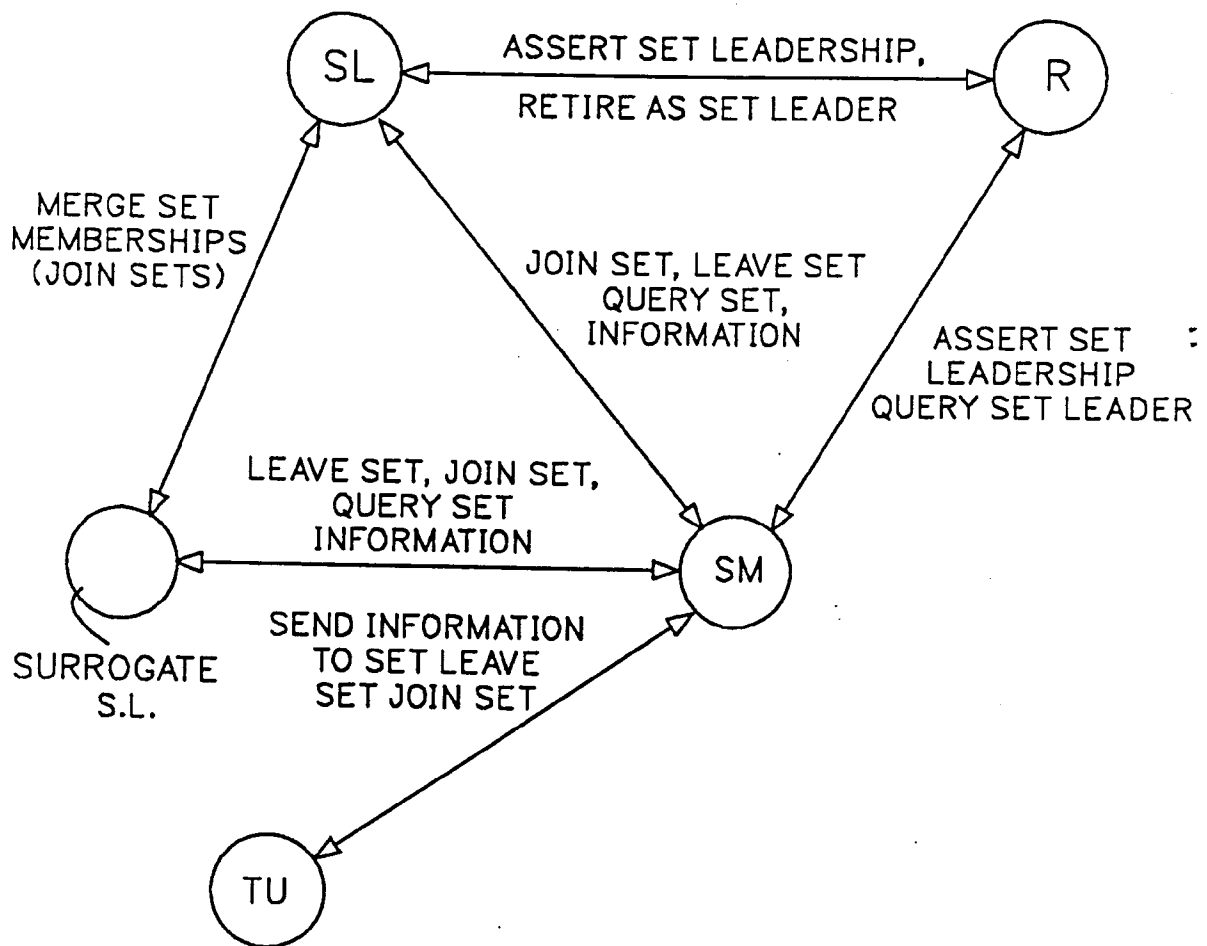 SL
ASSERT SET LEADERSHIP,
RETIRE AS SET LEADER
R
MERGE SET
MEMBERSHIPS
(JOIN SETS)
JOIN SET, LEAVE SET
QUERY SET,
INFORMATION
ASSERT SET
LEADERSHIP
QUERY SET LEADER
LEAVE SET, JOIN SET,
QUERY SET
INFORMATION
SM
SURROGATE
S.L.
SEND INFORMATION
TO SET LEAVE
SET JOIN SET
TU